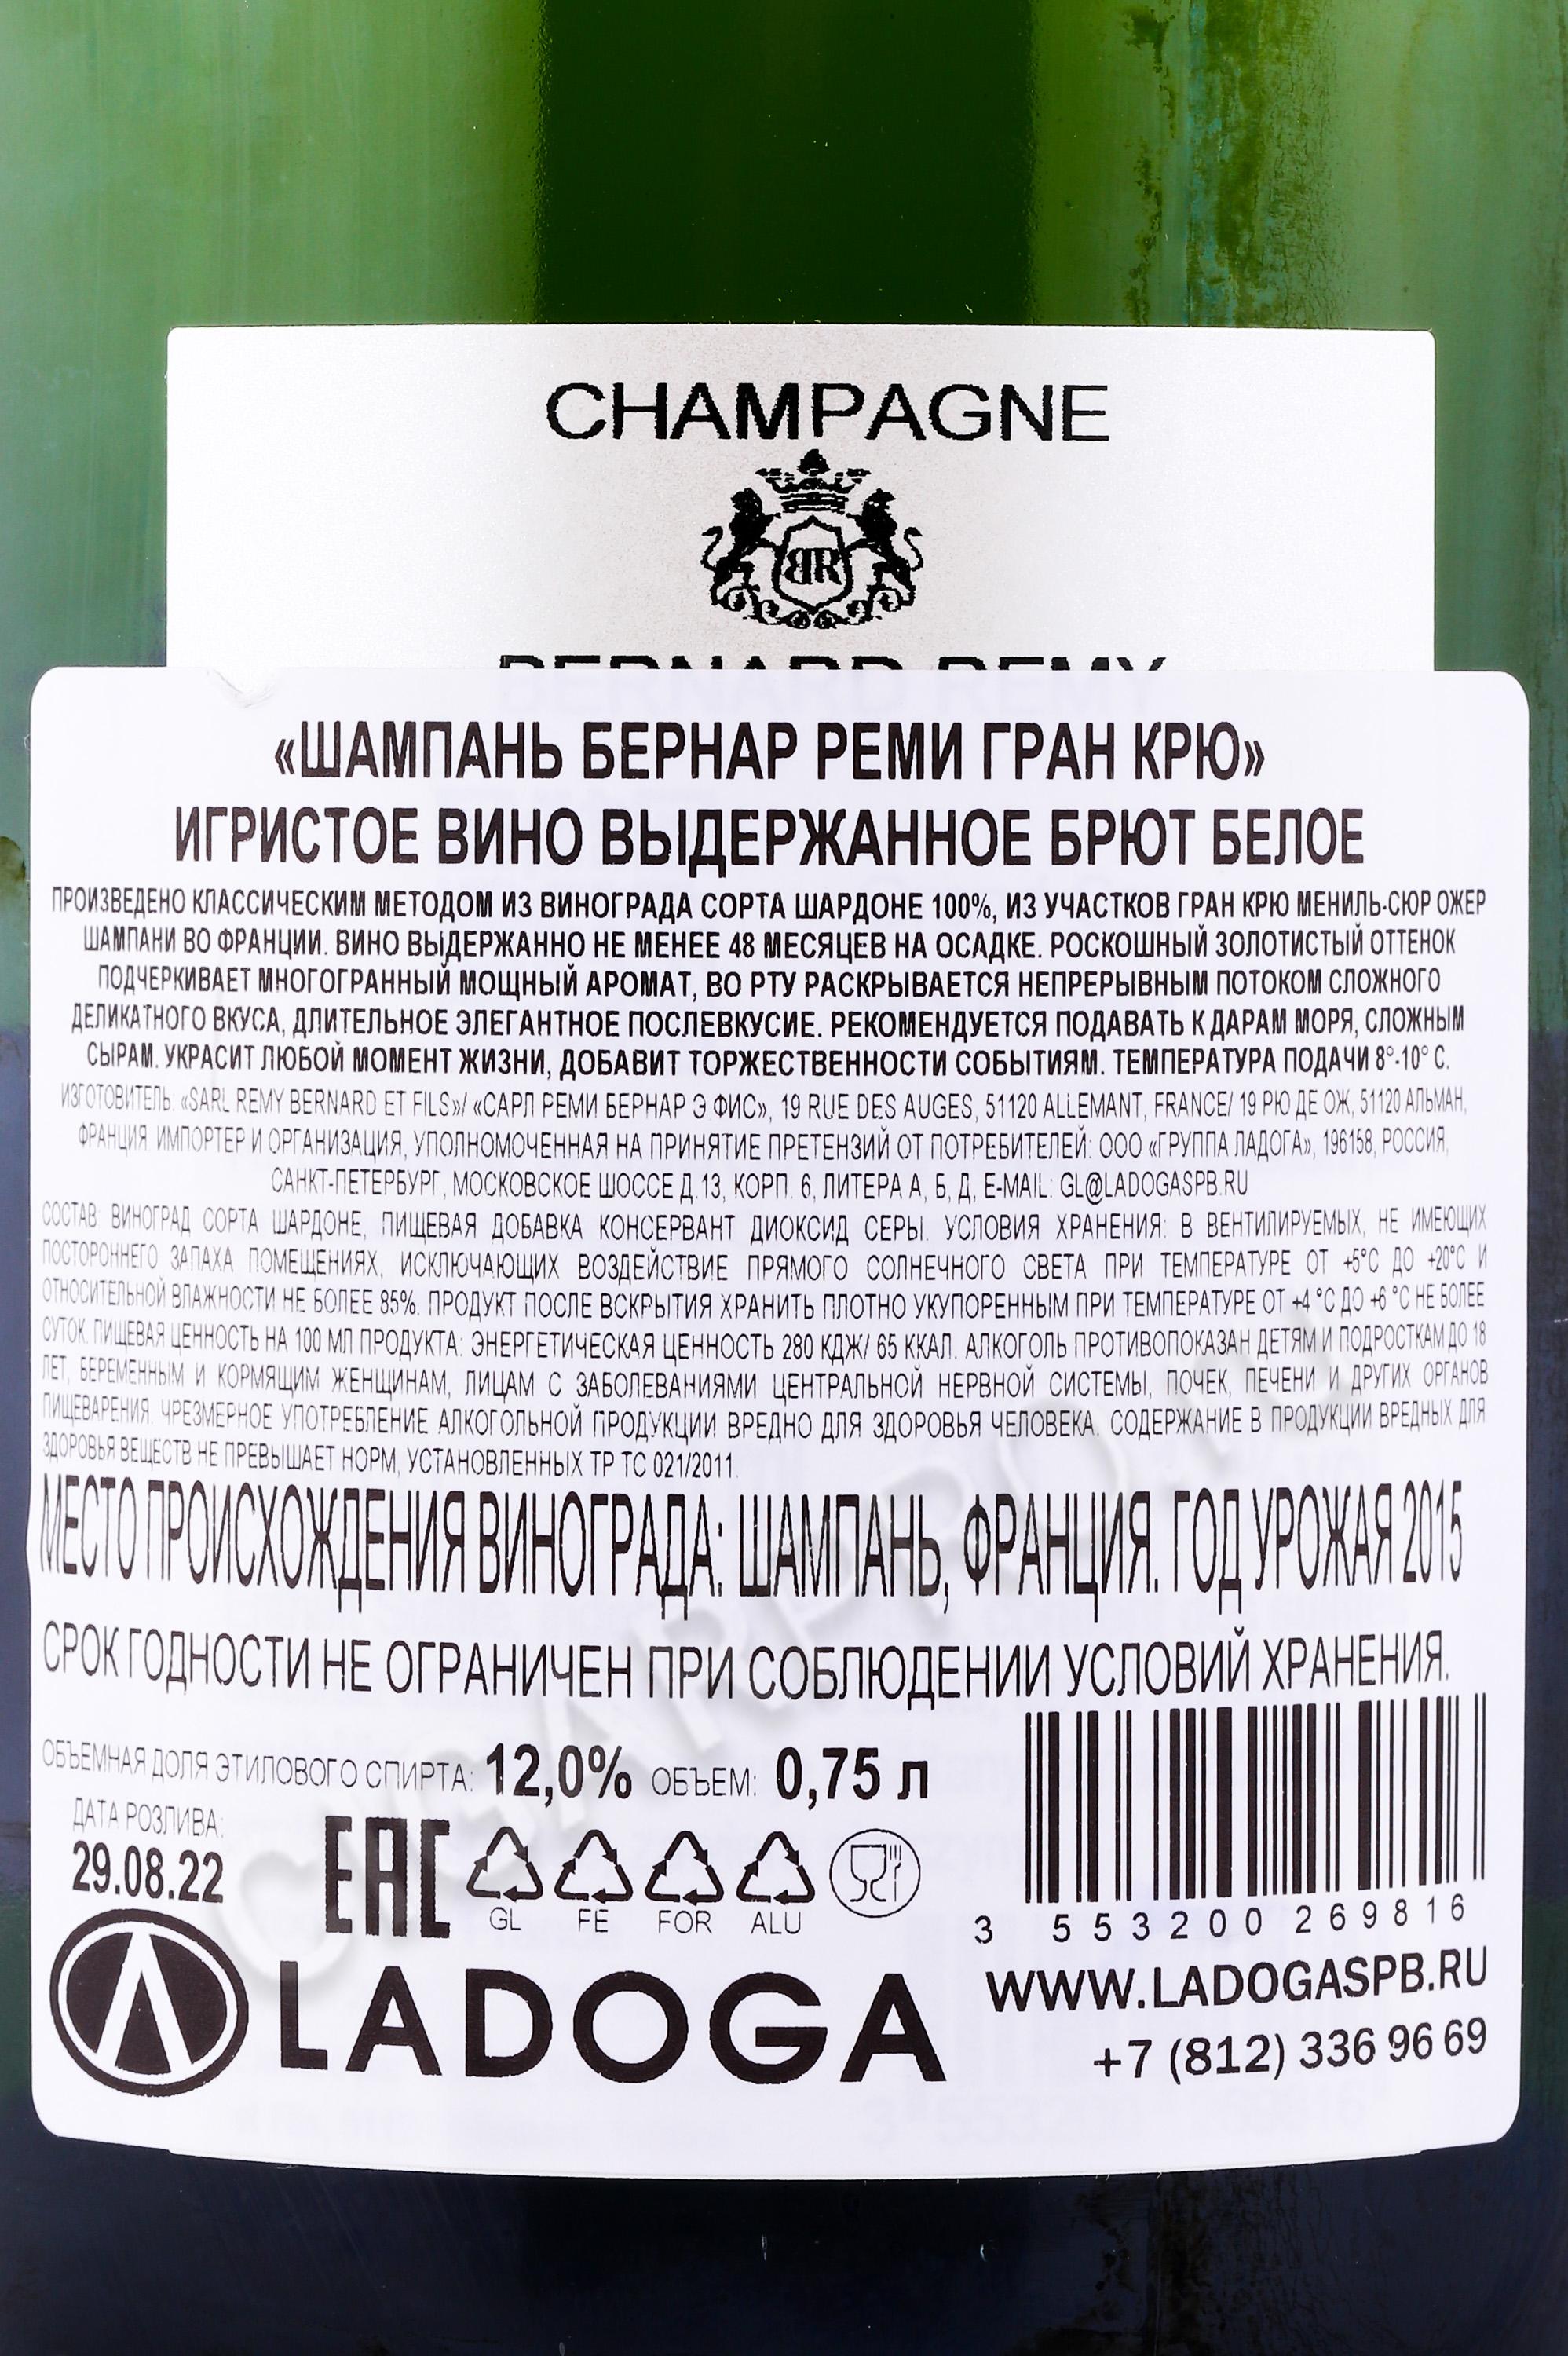 CHAMPAGNE
BR
BERNARD REMY
«ШАМПАНЬ БЕРНАР РЕМИ ГРАН КРЮ»
ИГРИСТОЕ ВИНО ВЫДЕРЖАННОЕ БРЮТ БЕЛОЕ
ПРОИЗВЕДЕНО КЛАССИЧЕСКИМ МЕТОДОМ ИЗ ВИНОГРАДА СОРТА ШАРДОНЕ 100%, ИЗ УЧАСТКОВ ГРАН КРЮ МЕНИЛЬ-СЮР ОЖЕР
ШАМПАНИ ВО ФРАНЦИИ. ВИНО ВЫДЕРЖАННО НЕ МЕНЕЕ 48 МЕСЯЦЕВ НА ОСАДКЕ. РОСКОШНЫЙ ЗОЛОТИСТЫЙ ОТТЕНОК
ПОДЧЕРКИВАЕТ МНОГОГРАННЫЙ МОЩНЫЙ АРОМАТ, ВО РТУ РАСКРЫВАЕТСЯ НЕПРЕРЫВНЫМ ПОТОКОМ СЛОЖНОГО
ДЕЛИКАТНОГО ВКУСА, ДЛИТЕЛЬНОЕ ЭЛЕГАНТНОЕ ПОСЛЕВКУСИЕ. РЕКОМЕНДУЕТСЯ ПОДАВАТЬ К ДАРАМ МОРЯ, СЛОЖНЫМ
СЫРАМ. УКРАСИТ ЛЮБОЙ МОМЕНТ ЖИЗНИ, ДОБАВИТ ТОРЖЕСТВЕННОСТИ СОБЫТИЯМ. ТЕМПЕРАТУРА ПОДАЧИ 8°-10° С.
ИЗГОТОВИТЕЛЬ: «SARL REMY BERNARD ET FILS»/ «САРЛ РЕМИ БЕРНАР Э ФИС», 19 RUE DES AUGES, 51120 ALLEMANT, FRANCE/ 19 РЮ ДЕ ОЖ, 51120 АЛЬМАН,
ФРАНЦИЯ ИМПОРТЕР И ОРГАНИЗАЦИЯ, УПОЛНОМОЧЕННАЯ НА ПРИНЯТИЕ ПРЕТЕНЗИЙ ОТ ПОТРЕБИТЕЛЕЙ: ООО «ГРУППА ЛАДОГА», 196158, РОССИЯ,
САНКТ-ПЕТЕРБУРГ, МОСКОВСКОЕ ШОССЕ Д.13, КОРП. 6, ЛИТЕРА А, Б, Д, E-MAIL: GL@LADOGASPB.RU
СОСТАВ: ВИНОГРАД СОРТА ШАРДОНЕ, ПИЩЕВАЯ ДОБАВКА КОНСЕРВАНТ ДИОКСИД СЕРЫ. УСЛОВИЯ ХРАНЕНИЯ: В ВЕНТИЛИРУЕМЫХ, НЕ ИМЕЮЩИХ
ПОСТОРОННЕГО ЗАПАХА ПОМЕЩЕНИЯХ, ИСКЛЮЧАЮЩИХ ВОЗДЕЙСТВИЕ ПРЯМОГО СОЛНЕЧНОГО СВЕТА ПРИ ТЕМПЕРАТУРЕ ОТ +5°С ДО +20°С И
ОТНОСИТЕЛЬНОЙ ВЛАЖНОСТИ НЕ БОЛЕЕ 85%. ПРОДУКТ ПОСЛЕ ВСКРЫТИЯ ХРАНИТЬ ПЛОТНО УКУПОРЕННЫМ ПРИ ТЕМПЕРАТУРЕ ОТ +4 °С ДО +6 °С НЕ БОЛЕЕ
СУТОК. ПИЩЕВАЯ ЦЕННОСТЬ НА 100 МЛ ПРОДУКТА: ЭНЕРГЕТИЧЕСКАЯ ЦЕННОСТЬ 280 КДЖ/ 65 ККАЛ. АЛКОГОЛЬ ПРОТИВОПОКАЗАН ДЕТЯМ И ПОДРОСТКАМ ДО 18
ЛЕТ, БЕРЕМЕННЫМ И КОРМЯЩИМ ЖЕНЩИНАМ, ЛИЦАМ С ЗАБОЛЕВАНИЯМИ ЦЕНТРАЛЬНОЙ НЕРВНОЙ СИСТЕМЫ, ПОЧЕК, ПЕЧЕНИ И ДРУГИХ ОРГАНОВ
ПИЩЕВАРЕНИЯ. ЧРЕЗМЕРНОЕ УПОТРЕБЛЕНИЕ АЛКОГОЛЬНОЙ ПРОДУКЦИИ ВРЕДНО ДЛЯ ЗДОРОВЬЯ ЧЕЛОВЕКА. СОДЕРЖАНИЕ В ПРОДУКЦИИ ВРЕДНЫХ ДЛЯ
ЗДОРОВЬЯ ВЕЩЕСТВ НЕ ПРЕВЫШАЕТ НОРМ, УСТАНОВЛЕННЫХ ТР ТС 021/2011.
МЕСТО ПРОИСХОЖДЕНИЯ ВИНОГРАДА: ШАМПАНЬ, ФРАНЦИЯ. ГОД УРОЖАЯ 2015
СРОК ГОДНОСТИ НЕ ОГРАНИЧЕН ПРИ СОБЛЮДЕНИИ УСЛОВИЙ ХРАНЕНИЯ.
ОБЪЕМНАЯ ДОЛЯ ЭТИЛОВОГО СПИРТА: 12,0% ОБЪЕМ: 0,75 л
ДАТА РОЗЛИВА:
29.08.22
EAC
GL FE FOR ALU
3 553200 269816
LADOGA
WWW.LADOGASPB.RU
+7 (812) 336 96 69
CIGARPRO.RU